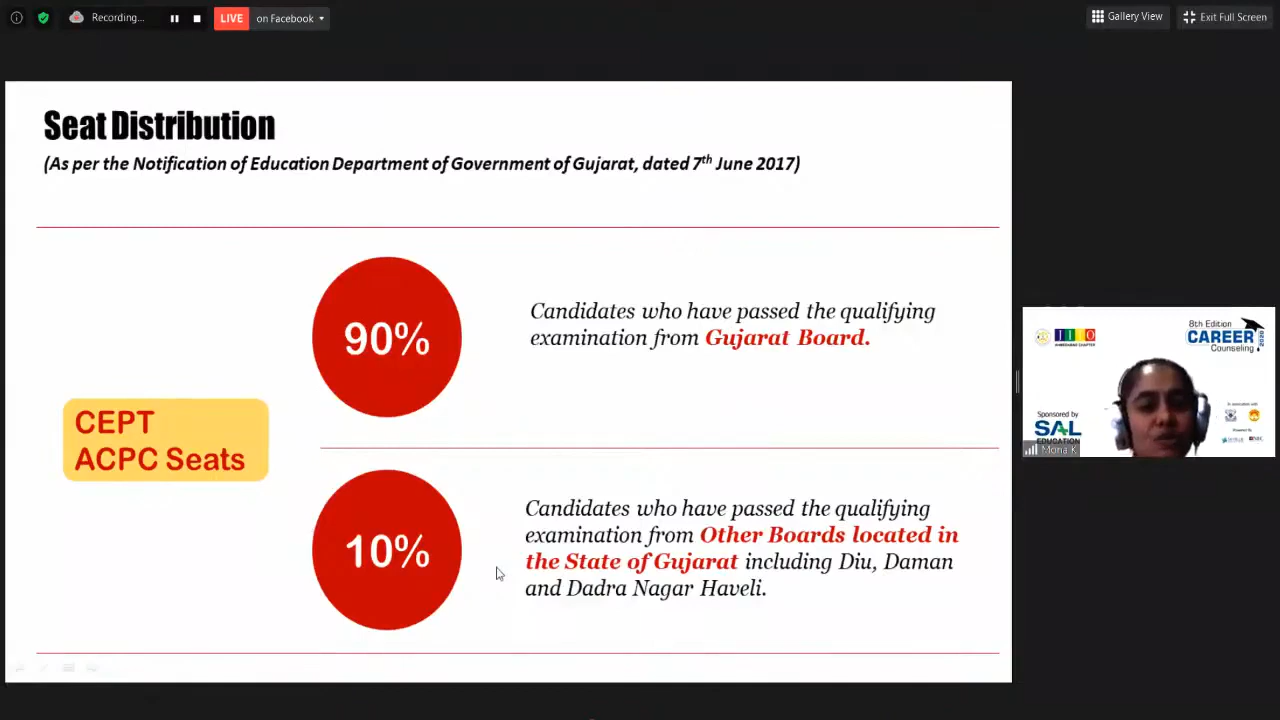 Recording...
LIVE
on Facebook
Gallery View
Exit Full Screen
Seat Distribution
(As per the Notification of Education Department of Government of Gujarat, dated 7th June 2017)
90%
Candidates who have passed the qualifying
examination from Gujarat Board.
CEPT
ACPC Seats
10%
Candidates who have passed the qualifying
examination from Other Boards located in
the State of Gujarat including Diu, Daman
and Dadra Nagar Haveli.
8th Edition
CAREER
Counseling
Sponsored by
SAL
EDUCATION
Mona K